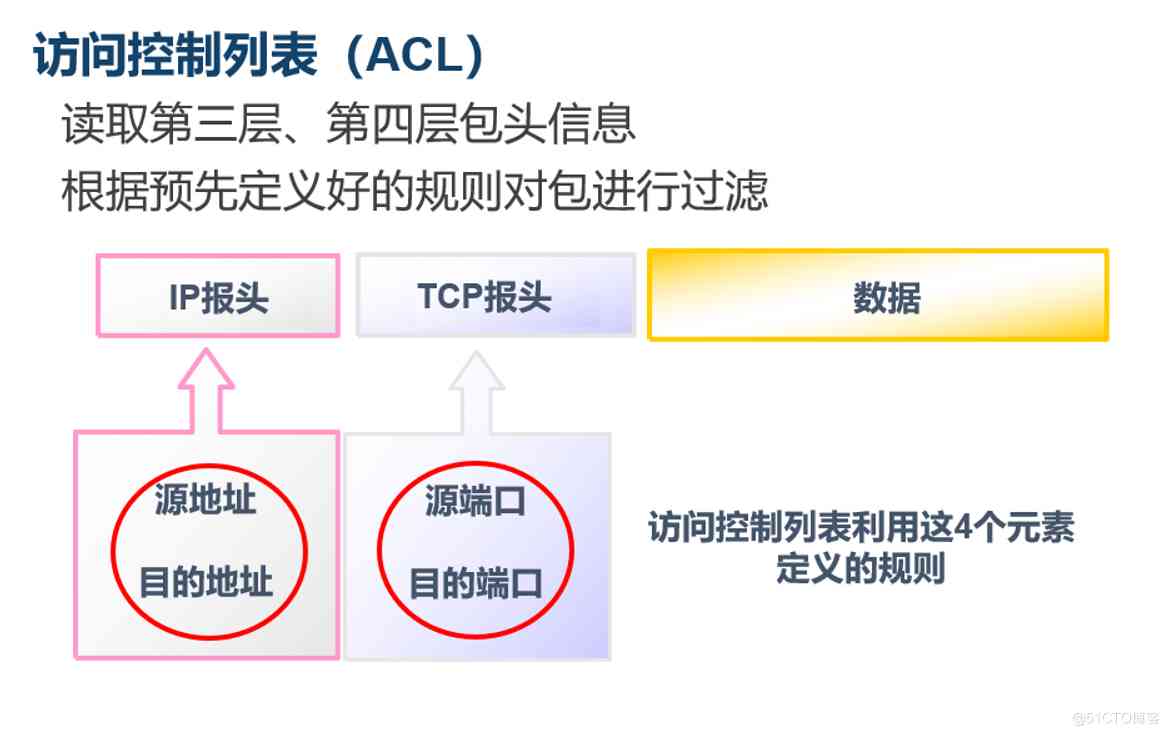 访问控制列表（ACL）
读取第三层、第四层包头信息
根据预先定义好的规则对包进行过滤
IP报头
TCP报头
数据
源地址
目的地址
源端口
目的端口
访问控制列表利用这4个元素
定义的规则
@51CTO博客